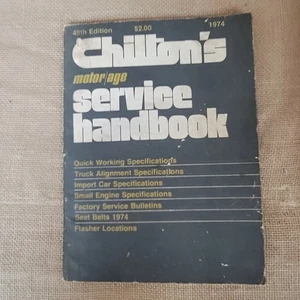 48th Edition $2.00 1974
Chilton's
motor/age
service
handbook
Quick Working Specifications
Truck Alignment Specifications
Import Car Specifications
Small Engine Specifications
Factory Service Bulletins
Seat Belts 1974
Flasher Locations